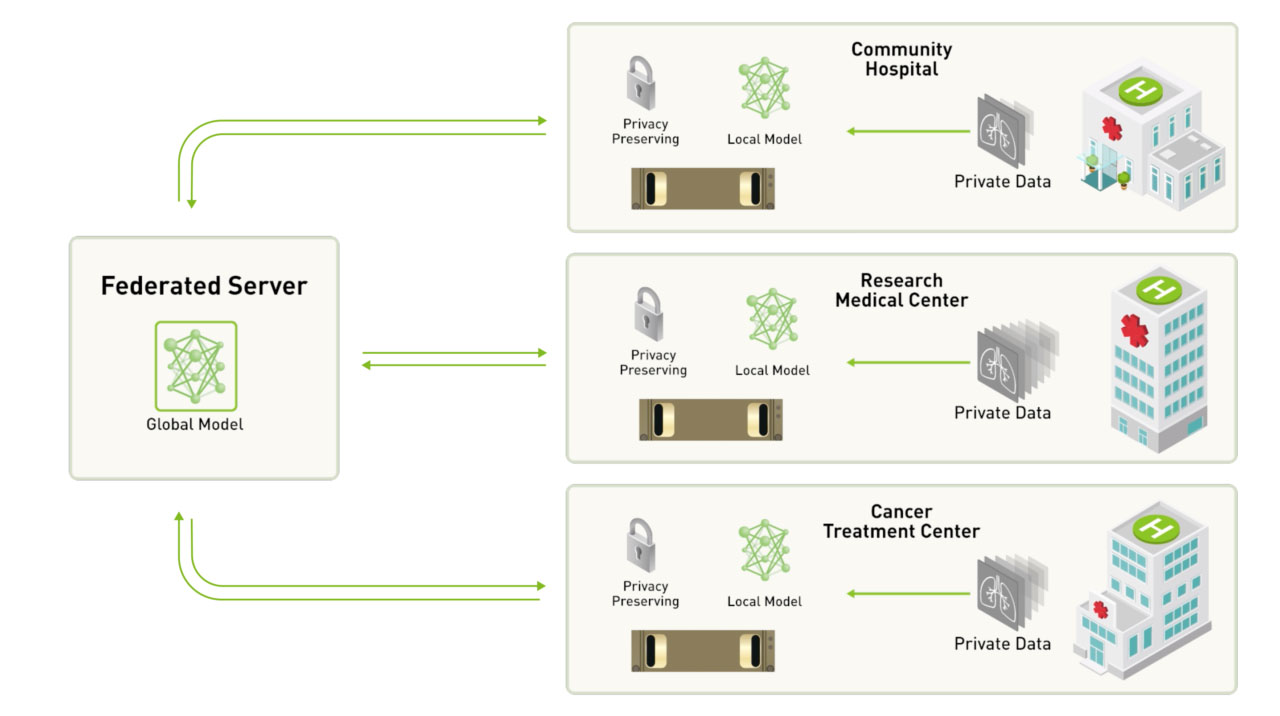 Federated Server
Global Model
Community
Hospital
Privacy
Preserving
Local Model
Private Data
H
Research
Medical Center
Privacy
Preserving
Local Model
Private Data
H
Cancer
Treatment Center
Privacy
Preserving
Local Model
Private Data
H